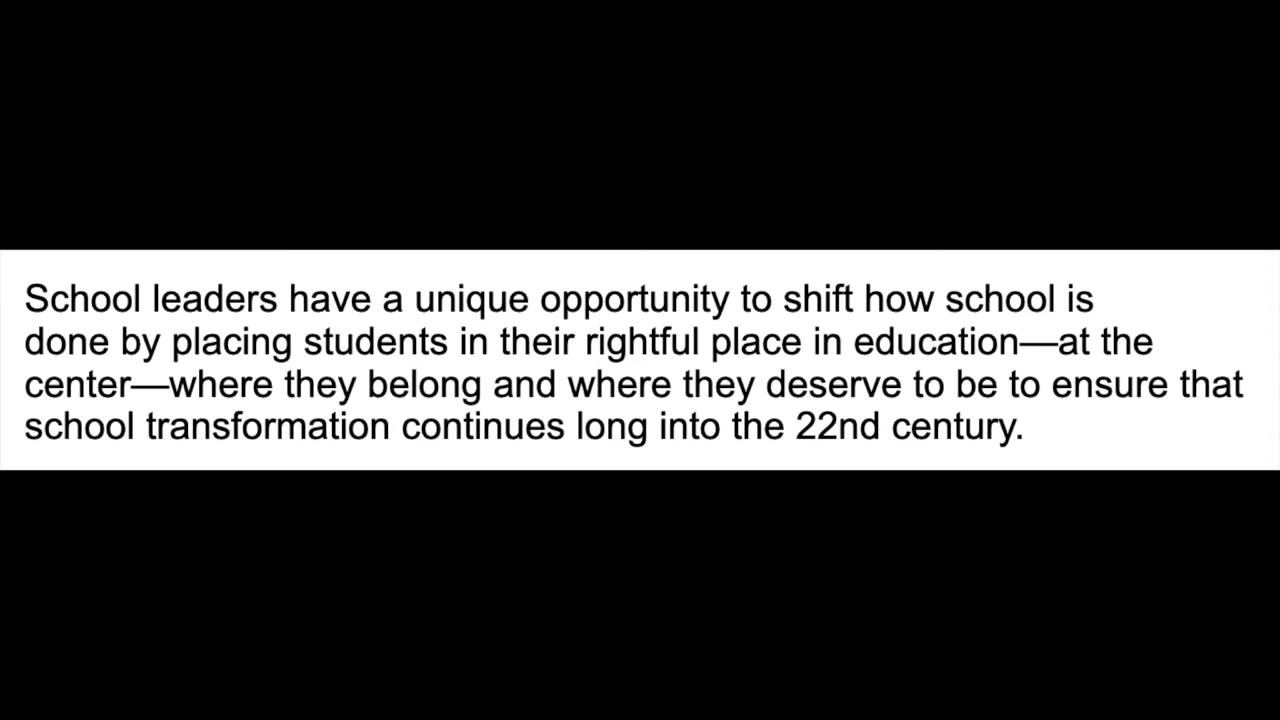 School leaders have a unique opportunity to shift how school is
done by placing students in their rightful place in education—at the
center—where they belong and where they deserve to be to ensure that
school transformation continues long into the 22nd century.